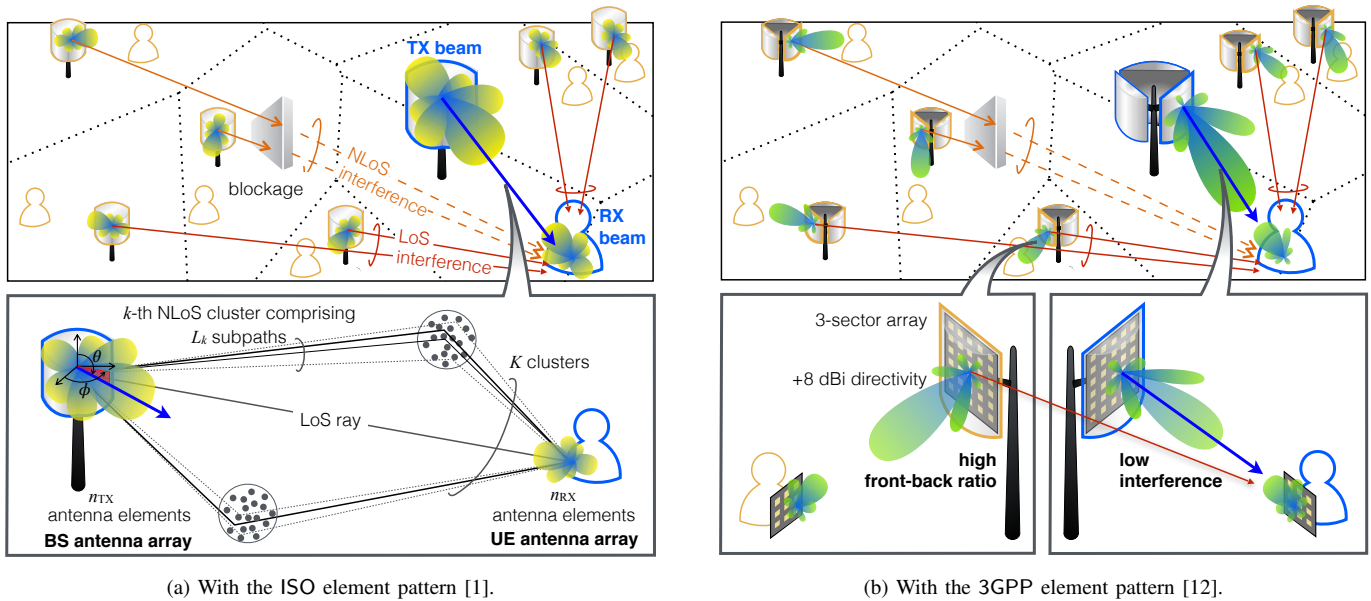 TX beam
NLoS
interference
blockage
RX
beam
LoS
interference
k-th NLoS cluster comprising
Lk subpaths
K clusters
θ
ϕ
LoS ray
nTX
antenna elements
BS antenna array
nRX
antenna elements
UE antenna array
(a) With the ISO element pattern [1].
3-sector array
+8 dBi directivity
high
front-back ratio
low
interference
(b) With the 3GPP element pattern [12].